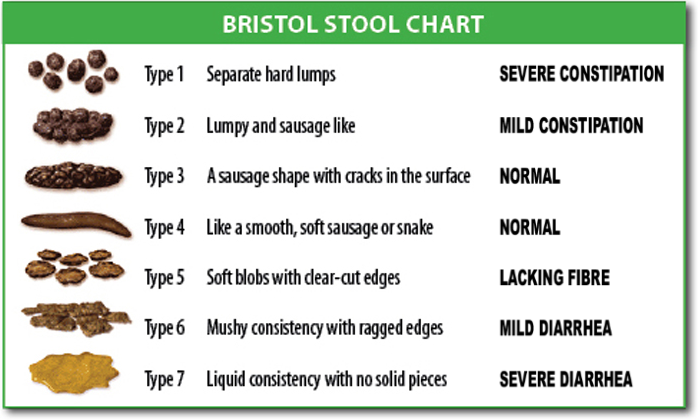 BRISTOL STOOL CHART
Type 1 Separate hard lumps SEVERE CONSTIPATION
Type 2 Lumpy and sausage like MILD CONSTIPATION
Type 3 A sausage shape with cracks in the surface NORMAL
Type 4 Like a smooth, soft sausage or snake NORMAL
Type 5 Soft blobs with clear-cut edges LACKING FIBRE
Type 6 Mushy consistency with ragged edges MILD DIARRHEA
Type 7 Liquid consistency with no solid pieces SEVERE DIARRHEA